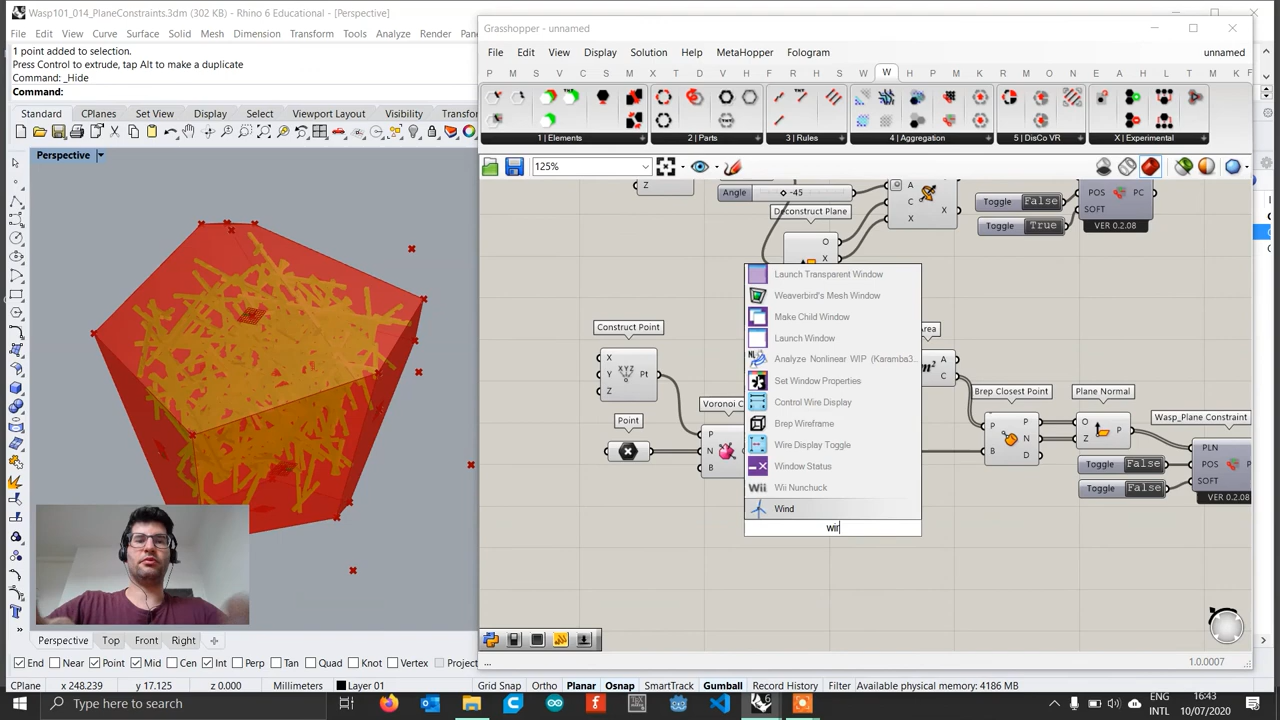 Wasp101_014_PlaneConstraints.3dm (302 KB) - Rhino 6 Educational - [Perspective]
File Edit View Curve Surface Solid Mesh Dimension Transform Tools Analyze Render
1 point added to selection.
Press Control to extrude, tap Alt to make a duplicate
Command: _Hide
Command:
Standard CPlanes Set View Display Select Viewport Layout Visibility
Perspective
Grasshopper - unnamed
File Edit View Display Solution Help MetaHopper Fologram unnamed
P M S V C I S M X T A D V H F R D S W W H P M K D N E A H I L T M K F
1 | Elements 2 | Parts 3 | Rules 4 | Aggregation 5 | DisCo VR X | Experimental
125%
Z
Angle -45
Deconstruct Plane
O
X
A
C
X
X
Toggle False
Toggle True
POS
SOFT
PC
VER 0.2.08
Launch Transparent Window
Weaverbird's Mesh Window
Make Child Window
Launch Window
Analyze Nonlinear WIP (Karamba3...
Set Window Properties
Control Wire Display
Brep Wireframe
Wire Display Toggle
Window Status
Wii Nunchuck
Wind
wir
Construct Point
X
Y
Z
Pt
Point
P
N
B
A
C
Brep Closest Point
P
B
P
N
D
Plane Normal
O
Z
P
Wasp_Plane Constraint
PLN
POS
SOFT
Toggle False
Toggle False
VER 0.2.08
1.0.0007
Perspective Top Front Right
End Near Point Mid Cen Int Perp Tan Quad Knot Vertex Project
CPlane x 248.239 y 17.125 z 0.000 Millimeters Layer 01 Grid Snap Ortho Planar Osnap SmartTrack Gumball Record History Filter Available physical memory: 4186 MB
Type here to search
ENG
INTL
16:43
10/07/2020